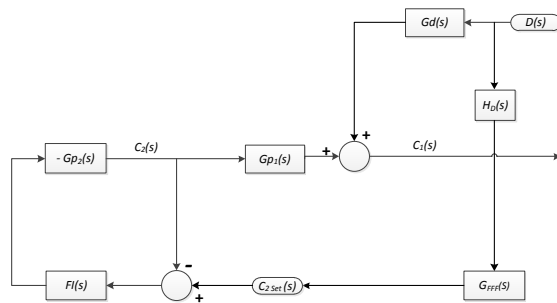 Gd(s)
D(s)
H_D(s)
+
- Gp₂(s)
C₂(s)
Gp₁(s)
+
C₁(s)
-
FI(s)
+
C₂ Set(s)
G_FFF(s)